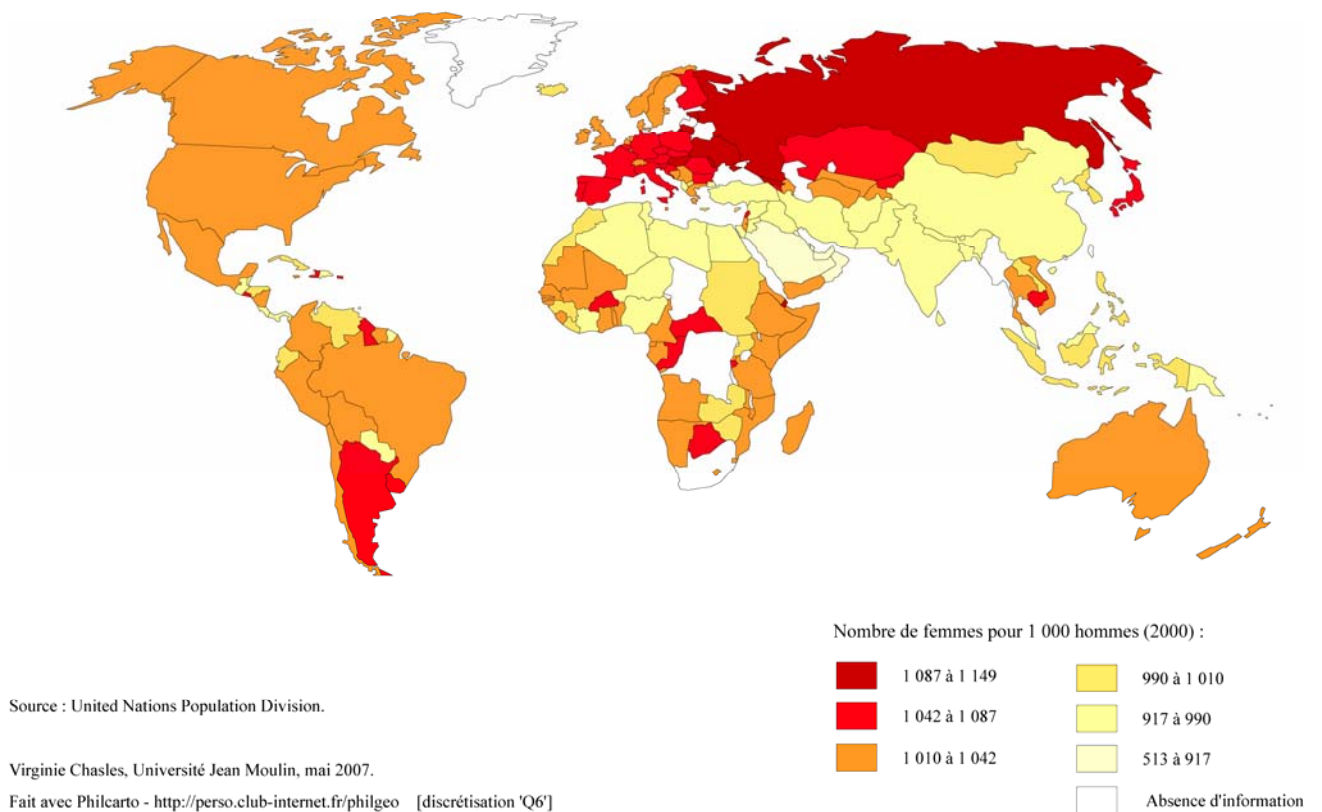 Nombre de femmes pour 1 000 hommes (2000) :
1 087 à 1 149
1 042 à 1 087
1 010 à 1 042
990 à 1 010
917 à 990
513 à 917
Absence d'information
Source : United Nations Population Division.
Virginie Chasles, Université Jean Moulin, mai 2007.
Fait avec Philcarto - http://perso.club-internet.fr/philgeo [discrétisation 'Q6']